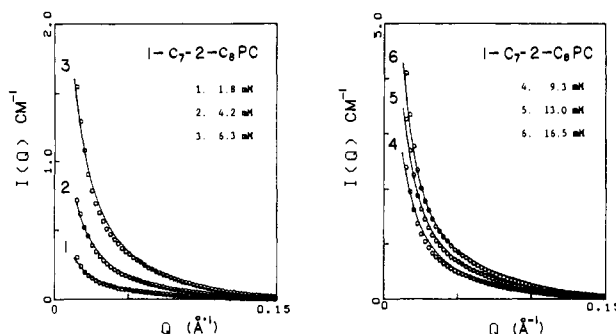 2.0
1→C7-2→C8PC
3
1. 1.8 mM
2. 4.2 mM
3. 6.3 mM
I(Q) CM⁻¹
1.0
2
1
0
0
0.15
Q (Å⁻¹)
5.0
1→C7-2→C8PC
6
4. 9.3 mM
5. 13.0 mM
6. 16.5 mM
5
4
I(Q) CM⁻¹
0
0
0.15
Q (Å⁻¹)